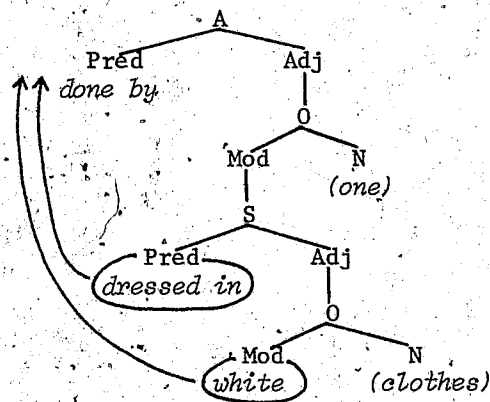 A
Pred Adj
done by
O
Mod N
(one)
S
Pred Adj
dressed in
O
Mod N
white (clothes)